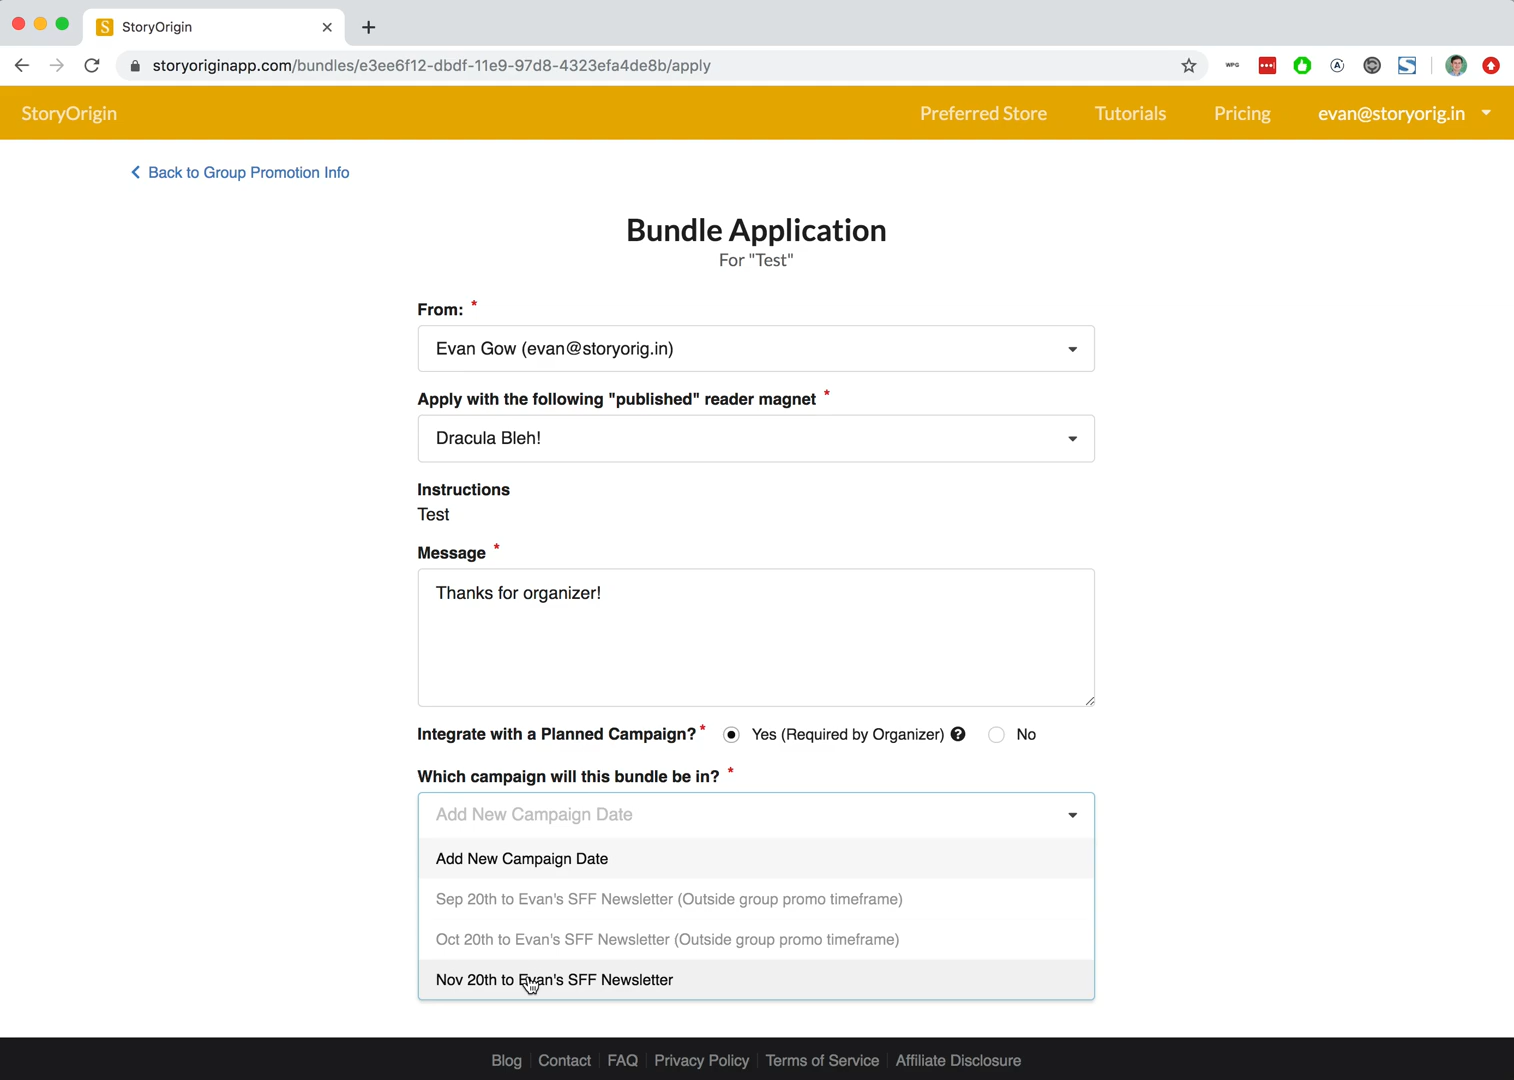 S StoryOrigin
storyoriginapp.com/bundles/e3ee6f12-dbdf-11e9-97d8-4323efa4de8b/apply
WPG
A
S
StoryOrigin
Preferred Store
Tutorials
Pricing
evan@storyorig.in
Back to Group Promotion Info
Bundle Application
For "Test"
From: *
Evan Gow (evan@storyorig.in)
Apply with the following "published" reader magnet *
Dracula Bleh!
Instructions
Test
Message *
Thanks for organizer!
Integrate with a Planned Campaign? * Yes (Required by Organizer) ? No
Which campaign will this bundle be in? *
Add New Campaign Date
Add New Campaign Date
Sep 20th to Evan's SFF Newsletter (Outside group promo timeframe)
Oct 20th to Evan's SFF Newsletter (Outside group promo timeframe)
Nov 20th to Evan's SFF Newsletter
Blog
Contact
FAQ
Privacy Policy
Terms of Service
Affiliate Disclosure